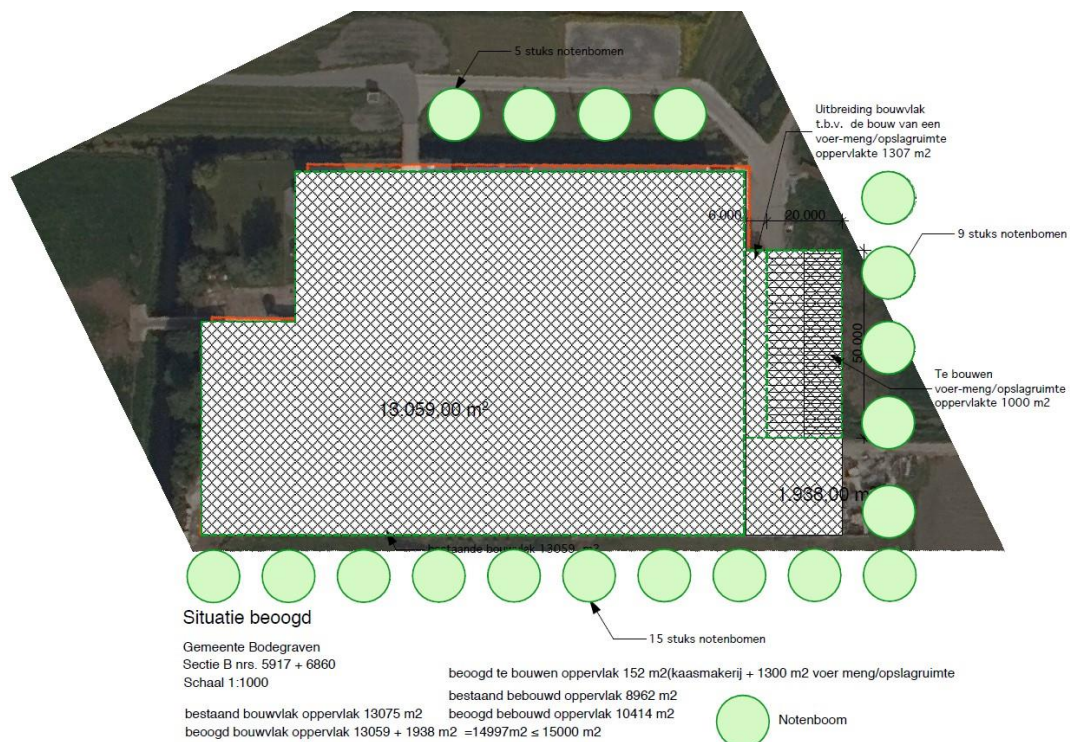 5 stuks notenbomen
Uitbreiding bouwvlak
t.b.v. de bouw van een
voer-meng/opslagruimte
oppervlakte 1307 m2
6.000
20.000
9 stuks notenbomen
50.000
Te bouwen
voer-meng/opslagruimte
oppervlakte 1000 m2
13.059,00 m²
1.938,00 m²
bestaande bouwvlak 13059 m²
Situatie beoogd
15 stuks notenbomen
Gemeente Bodegraven
Sectie B nrs. 5917 + 6860
Schaal 1:1000
beoogd te bouwen oppervlak 152 m2(kaasmakerij + 1300 m2 voer meng/opslagruimte
bestaand bebouwd oppervlak 8962 m2
bestaand bouwvlak oppervlak 13075 m2
beoogd bebouwd oppervlak 10414 m2
beoogd bouwvlak oppervlak 13059 + 1938 m2 =14997m2 ≤ 15000 m2
Notenboom